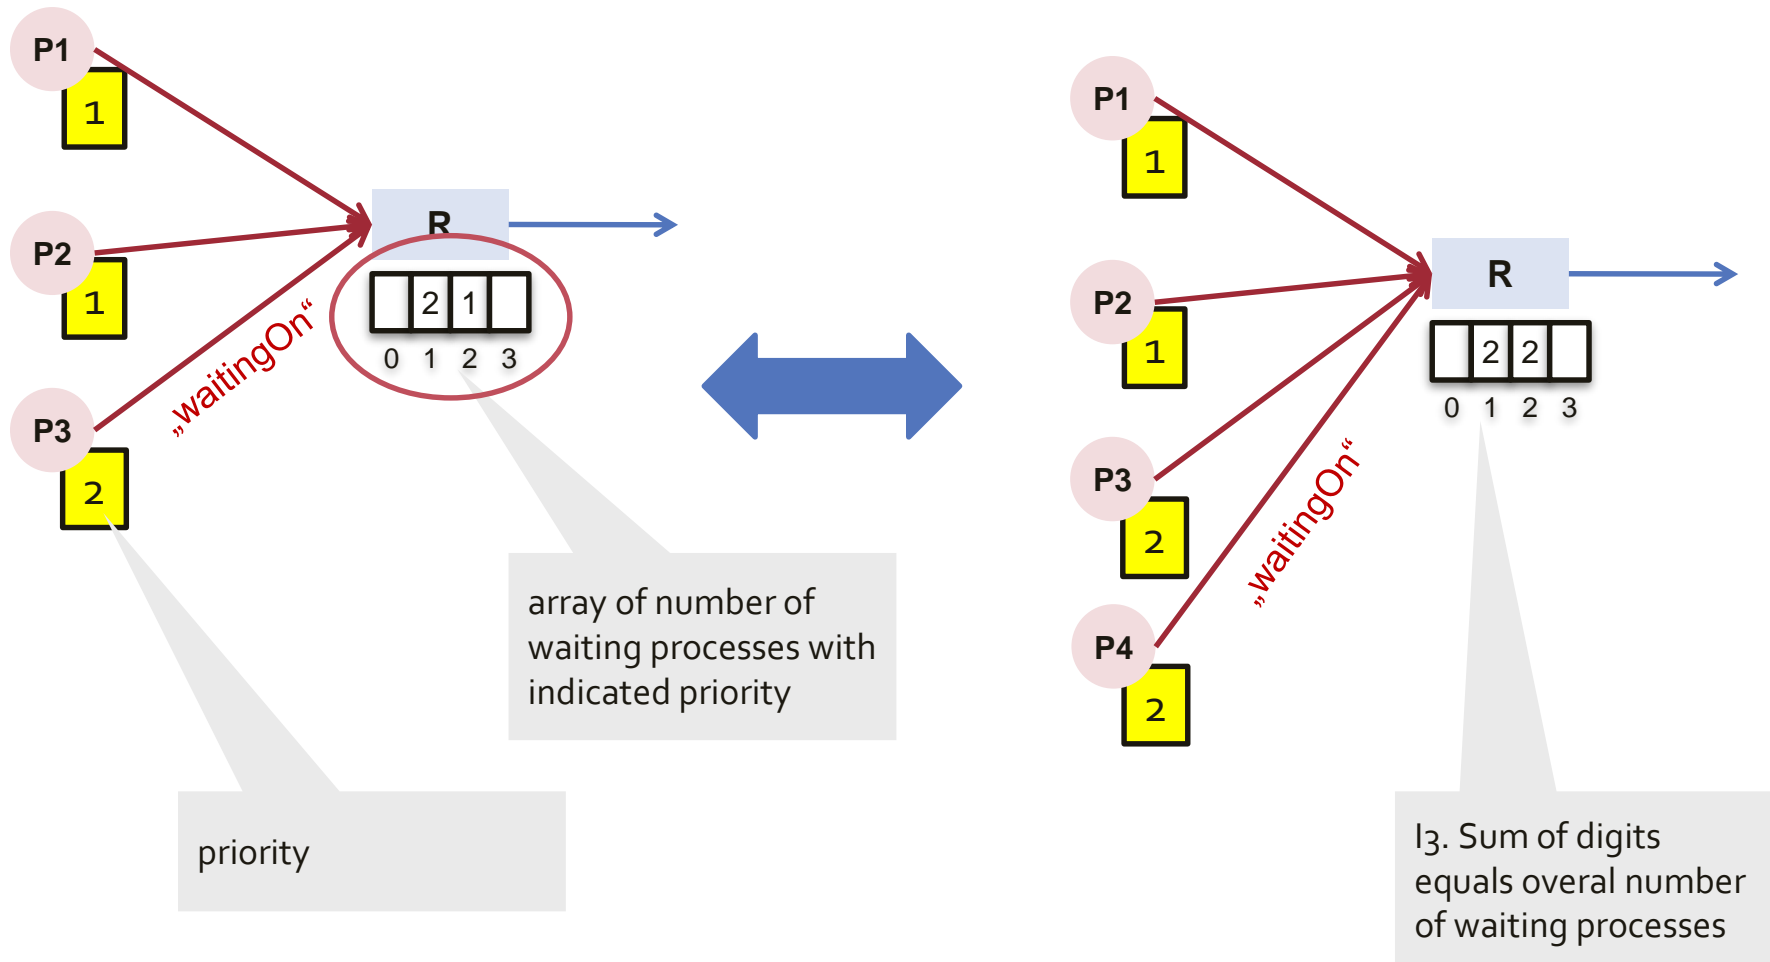 P1
1
P2
1
P3
2
„waitingOn“
R
2 1
0 1 2 3
array of number of
waiting processes with
indicated priority
priority
P1
1
P2
1
P3
2
P4
2
„waitingOn“
R
2 2
0 1 2 3
I3. Sum of digits
equals overal number
of waiting processes